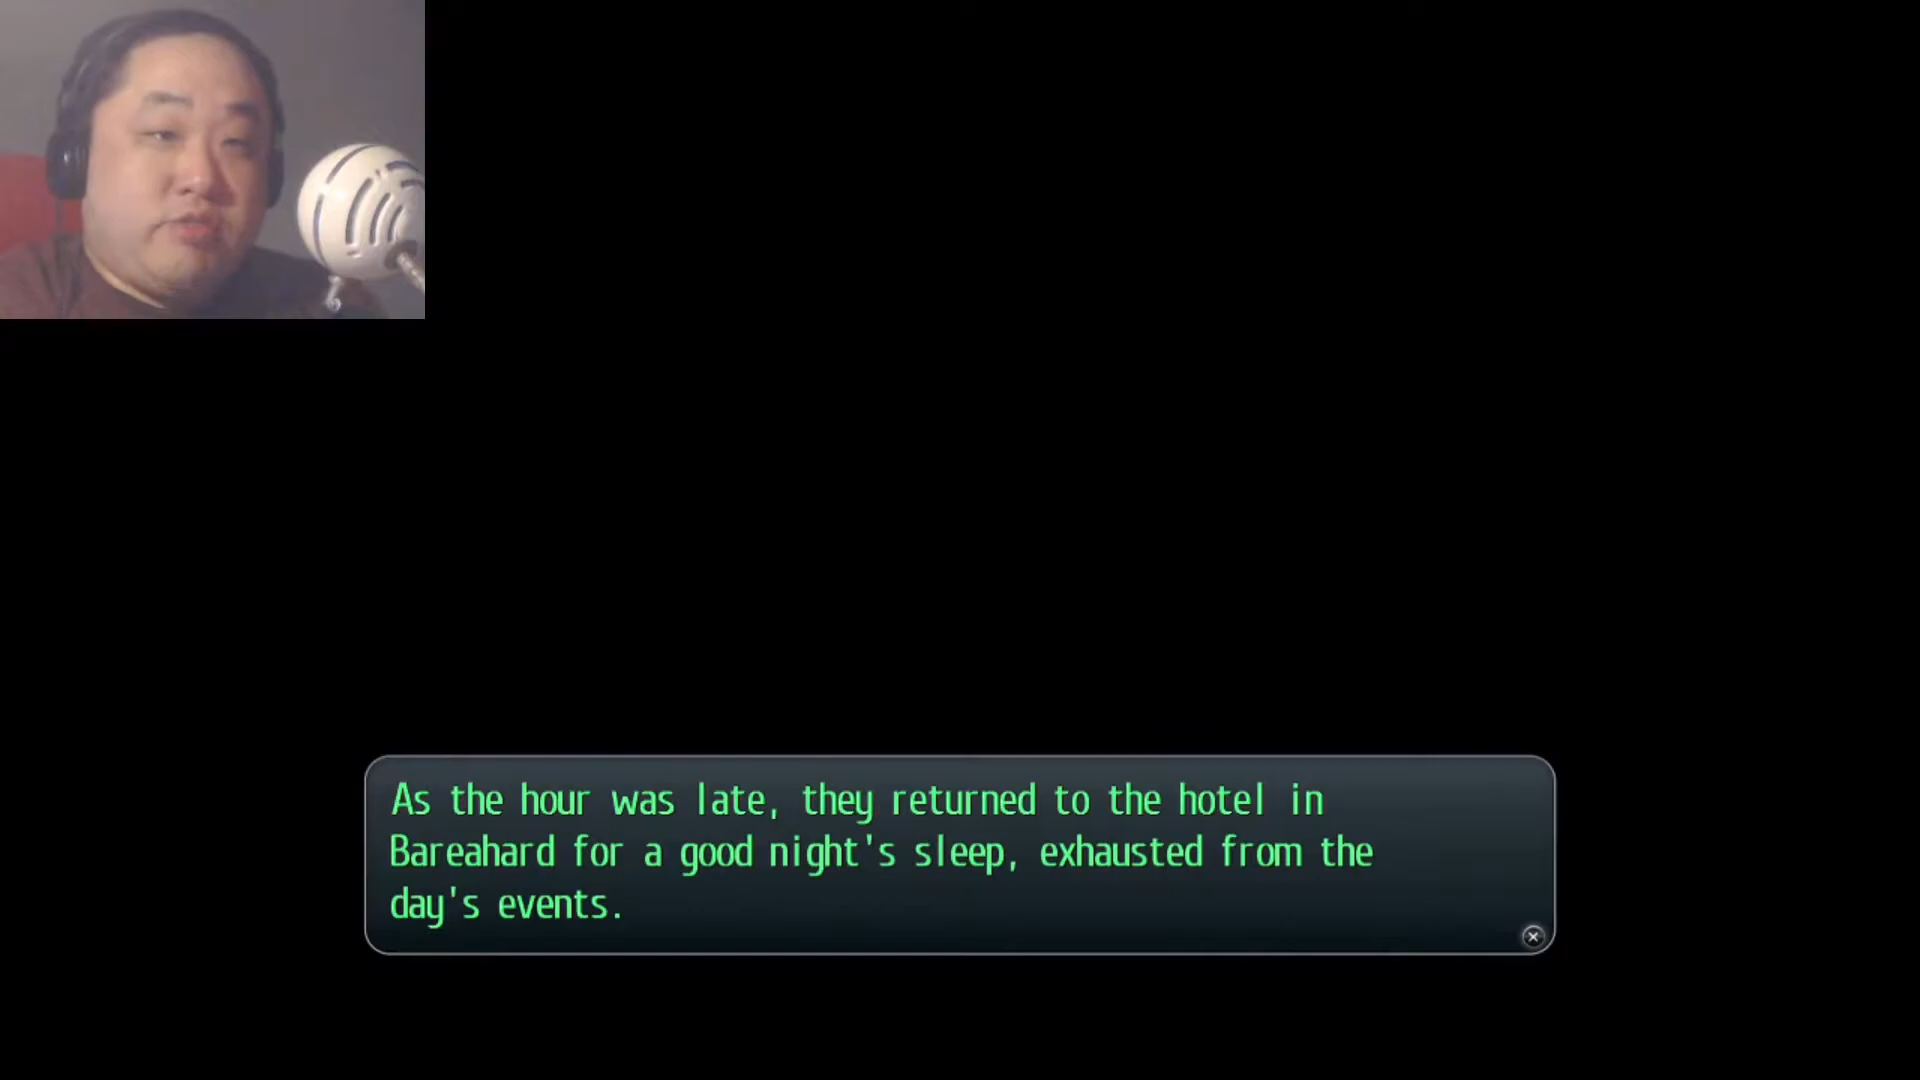 As the hour was late, they returned to the hotel in
Bareahard for a good night's sleep, exhausted from the
day's events.